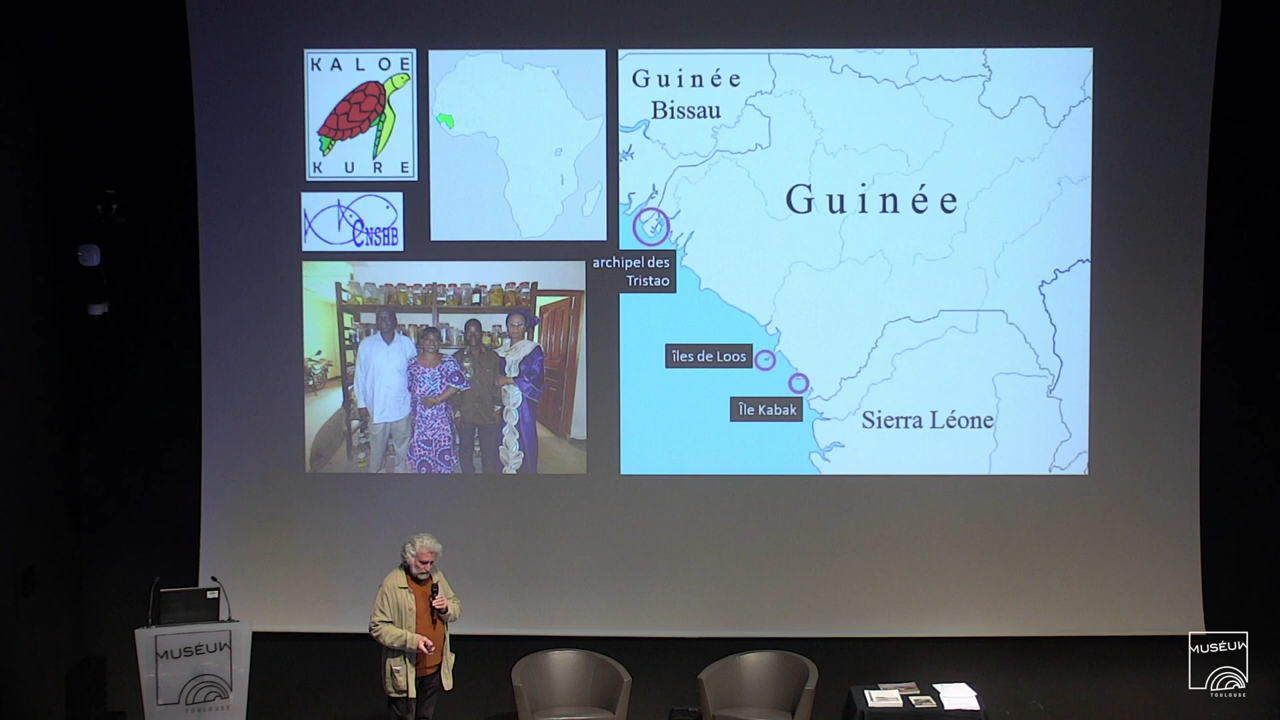 KALOE
KURE
CNSHB
Guinée
Bissau
Guinée
archipel des
Tristao
îles de Loos
Île Kabak
Sierra Léone
MUSÉUM
TOULOUSE
MUSÉUM
TOULOUSE